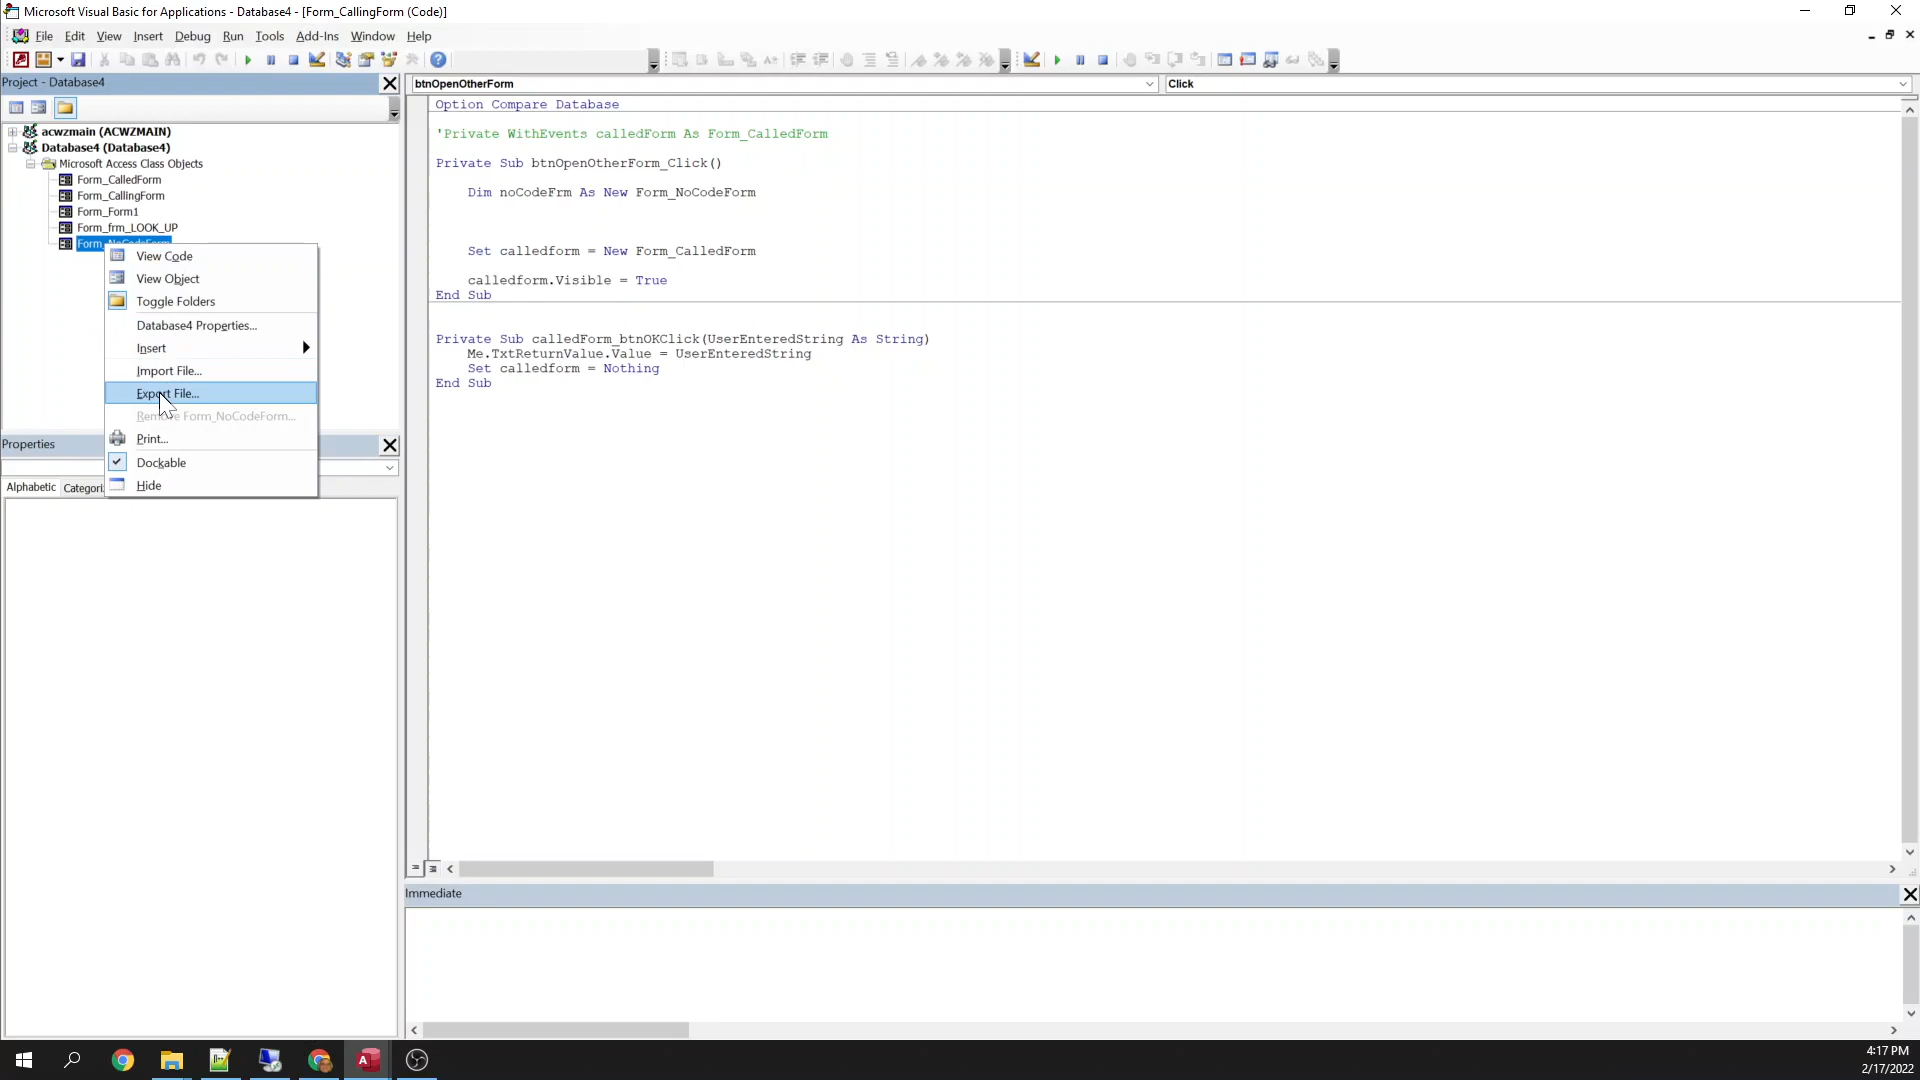 Microsoft Visual Basic for Applications - Database4 - [Form_CallingForm (Code)]
File Edit View Insert Debug Run Tools Add-Ins Window Help
Project - Database4
btnOpenOtherForm
Click
acwzmain (ACWZMAIN)
Database4 (Database4)
Microsoft Access Class Objects
Form_CalledForm
Form_CallingForm
Form_Form1
Form_frm_LOOK_UP
Form_NoCodeForm
View Code
View Object
Toggle Folders
Database4 Properties...
Insert
Import File...
Export File...
Remove Form_NoCodeForm...
Print...
Dockable
Hide
Properties
Alphabetic
Option Compare Database
'Private WithEvents calledForm As Form_CalledForm
Private Sub btnOpenOtherForm_Click()
Dim noCodeFrm As New Form_NoCodeForm
Set calledform = New Form_CalledForm
calledform.Visible = True
End Sub
Private Sub calledForm_btnOKClick(UserEnteredString As String)
Me.TxtReturnValue.Value = UserEnteredString
Set calledform = Nothing
End Sub
Immediate
4:17 PM
2/17/2022